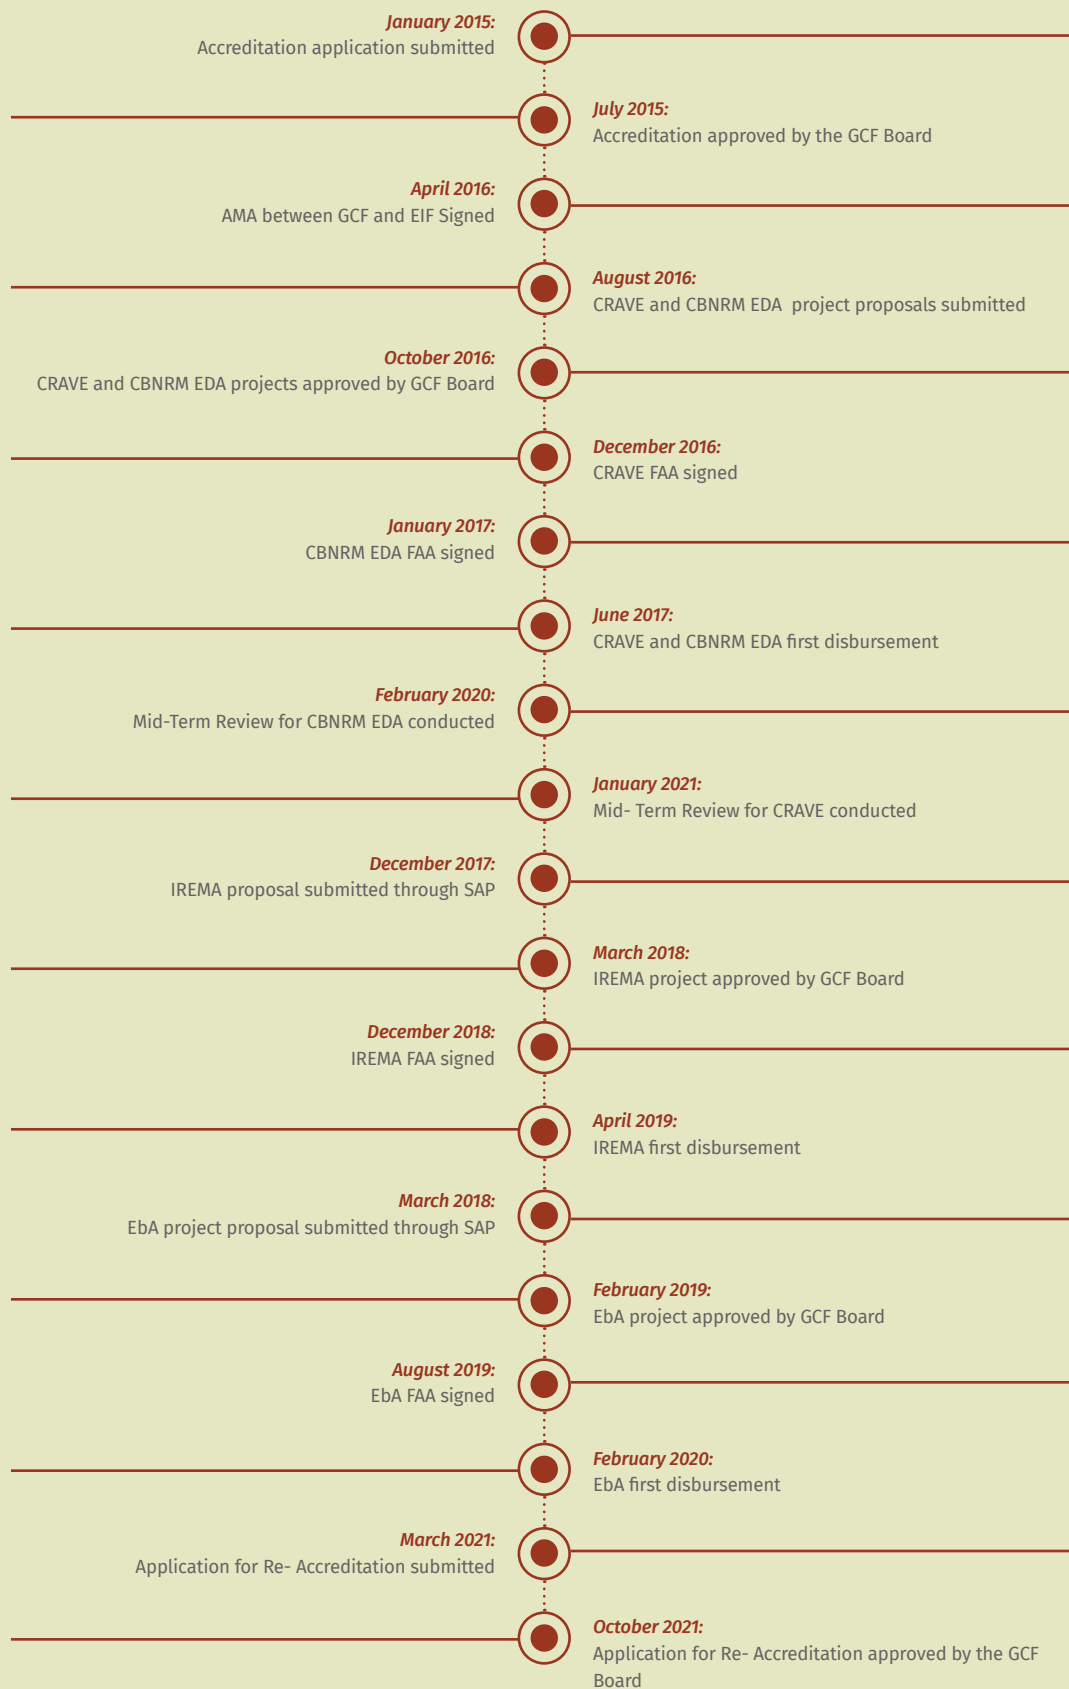 January 2015:
Accreditation application submitted
July 2015:
Accreditation approved by the GCF Board
April 2016:
AMA between GCF and EIF Signed
August 2016:
CRAVE and CBNRM EDA  project proposals submitted
October 2016:
CRAVE and CBNRM EDA projects approved by GCF Board
December 2016:
CRAVE FAA signed
January 2017:
CBNRM EDA FAA signed
June 2017:
CRAVE and CBNRM EDA first disbursement
February 2020:
Mid-Term Review for CBNRM EDA conducted
January 2021:
Mid- Term Review for CRAVE conducted
December 2017:
IREMA proposal submitted through SAP
March 2018:
IREMA project approved by GCF Board
December 2018:
IREMA FAA signed
April 2019:
IREMA first disbursement
March 2018:
EbA project proposal submitted through SAP
February 2019:
EbA project approved by GCF Board
August 2019:
EbA FAA signed
February 2020:
EbA first disbursement
March 2021:
Application for Re- Accreditation submitted
October 2021:
Application for Re- Accreditation approved by the GCF
Board